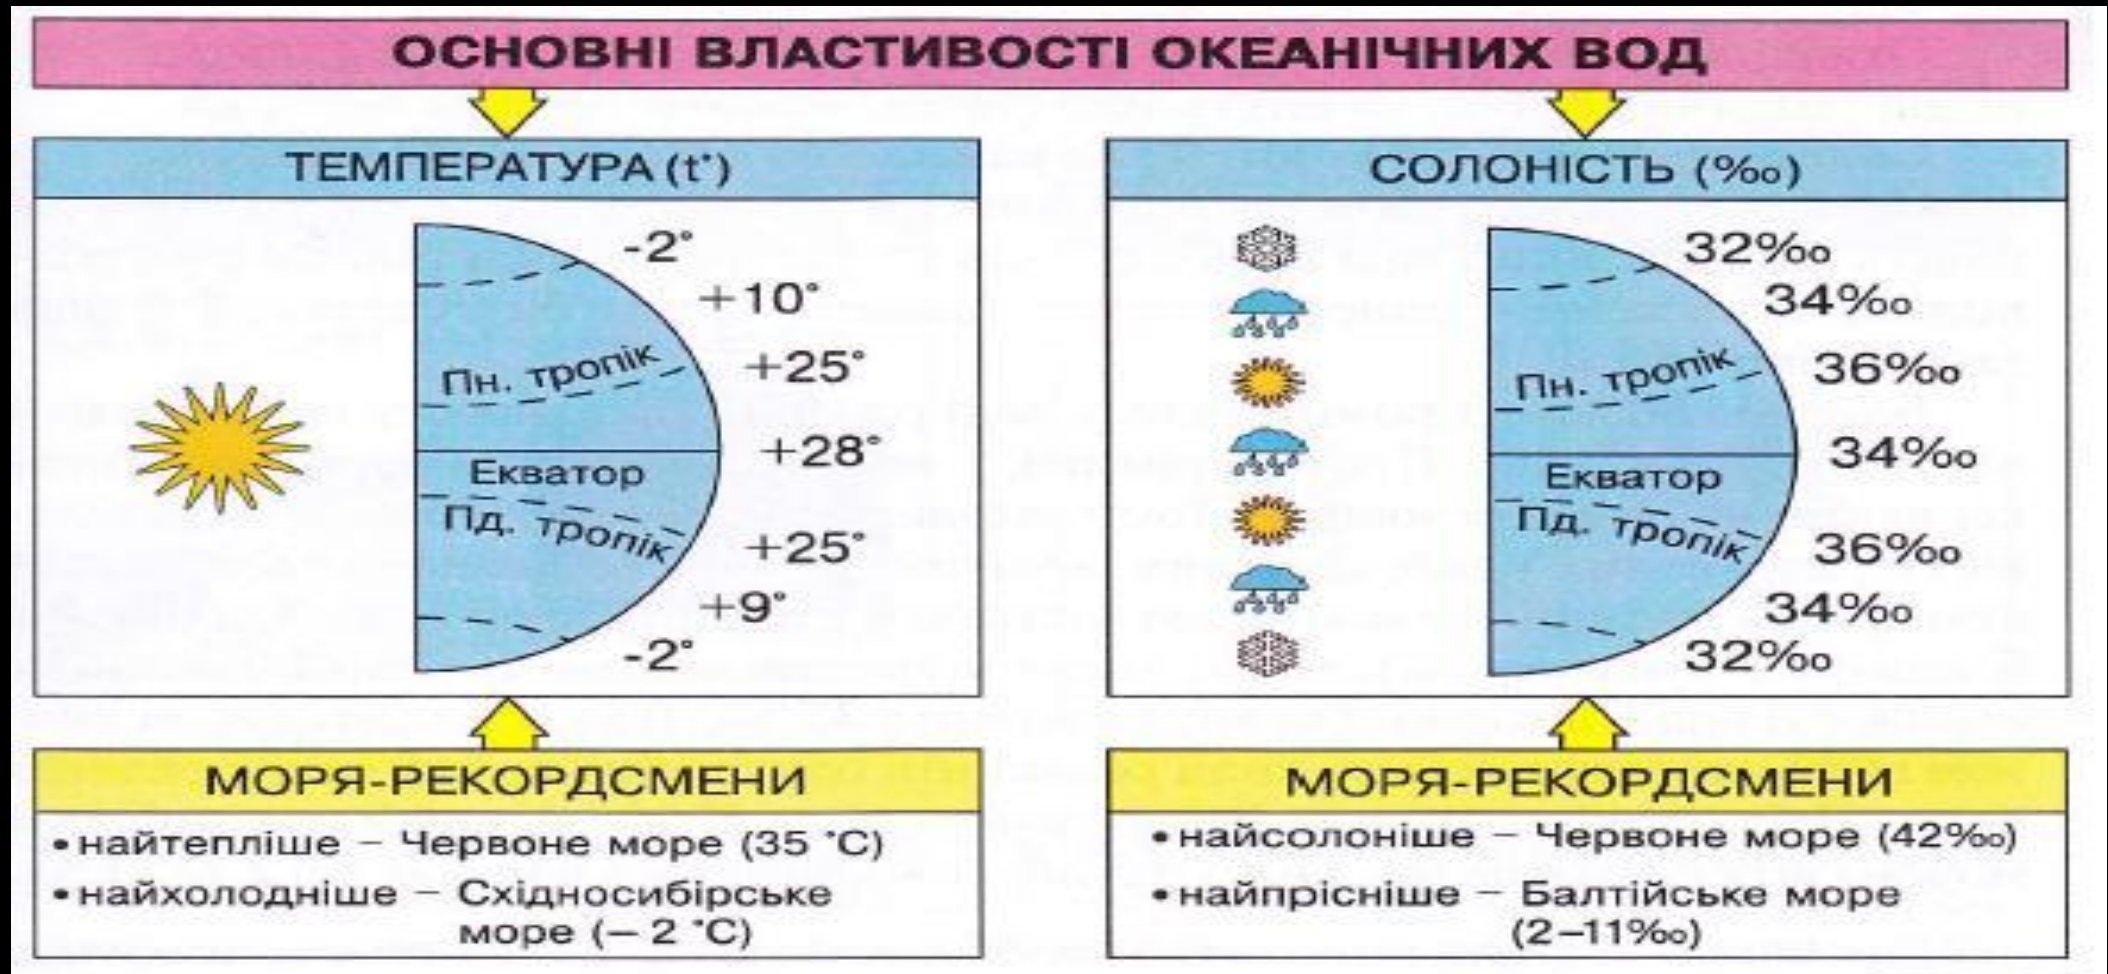 ОСНОВНІ ВЛАСТИВОСТІ ОКЕАНІЧНИХ ВОД
ТЕМПЕРАТУРА (t°)
-2°
+10°
+25°
Пн. тропік
+28°
Екватор
Пд. тропік
+25°
+9°
-2°
МОРЯ-РЕКОРДСМЕНИ
• найтепліше – Червоне море (35 °C)
• найхолодніше – Східносибірське
море (– 2 °C)
СОЛОНІСТЬ (‰)
32‰
34‰
36‰
Пн. тропік
34‰
Екватор
Пд. тропік
36‰
34‰
32‰
МОРЯ-РЕКОРДСМЕНИ
• найсолоніше – Червоне море (42‰)
• найпрісніше – Балтійське море
(2–11‰)